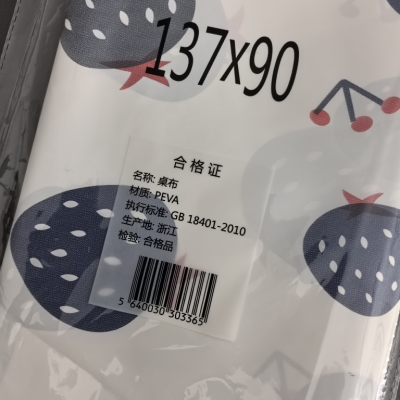 137x90
合格证
名称: 桌布
材质: PEVA
执行标准: GB 18401-2010
生产地: 浙江
检验: 合格品
5 640030 303365